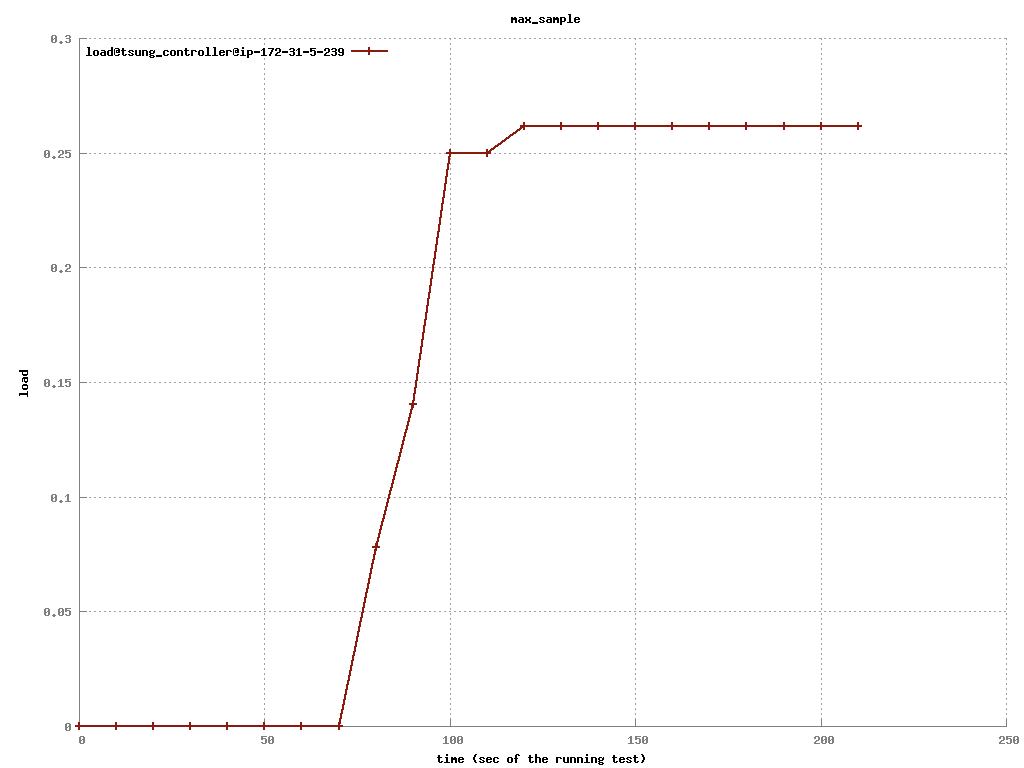 max_sample
load@tsung_controller@ip-172-31-5-239
0.3
0.25
0.2
0.15
0.1
0.05
0
load
0 50 100 150 200 250
time (sec of the running test)